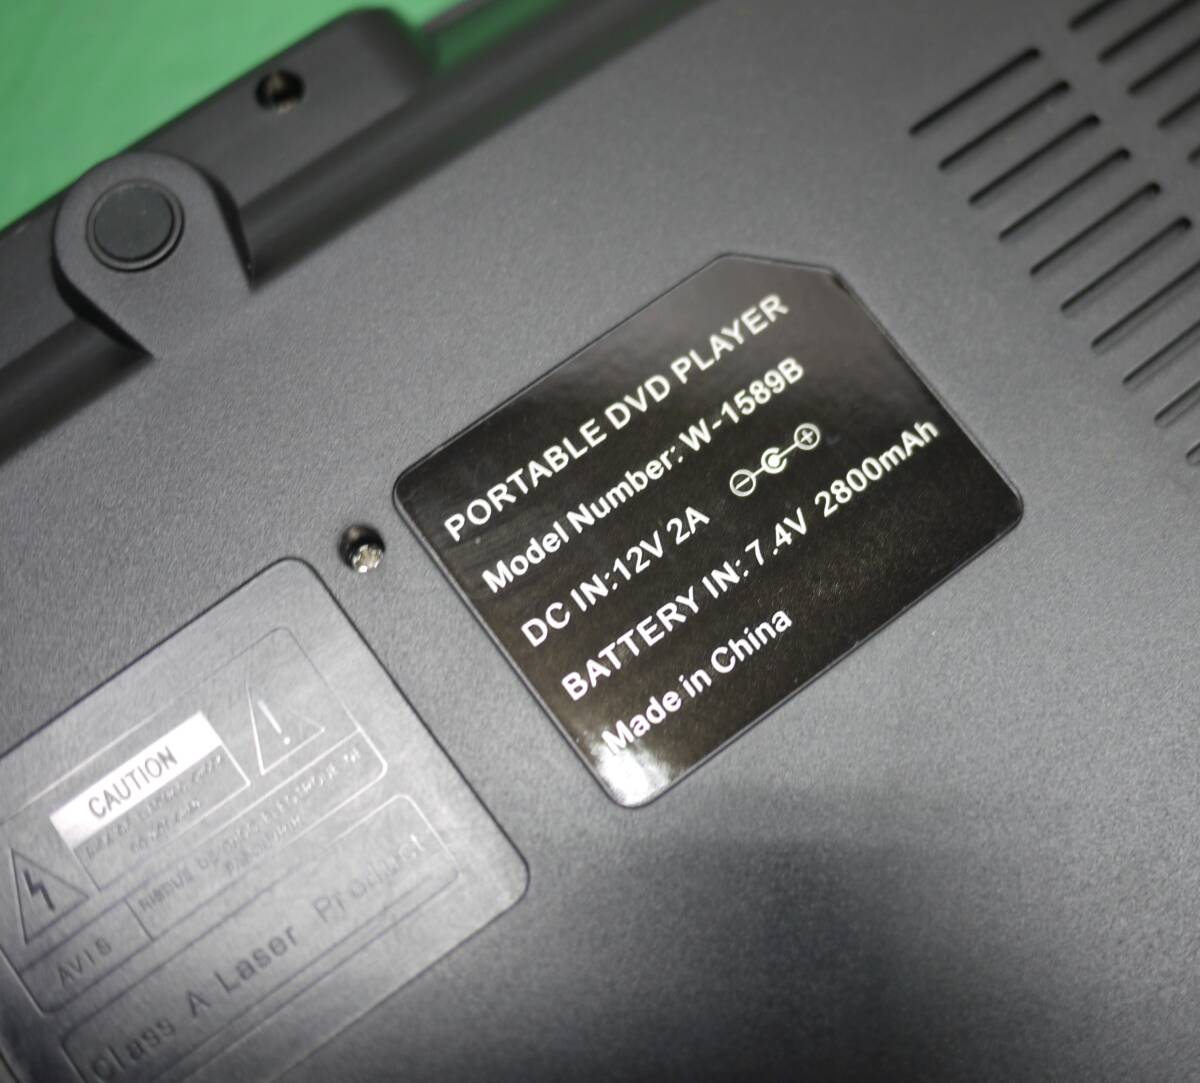 PORTABLE DVD PLAYER
Model Number: W-1589B
DC IN:12V 2A
BATTERY IN: 7.4V 2800mAh
Made in China
CAUTION
AVIS
Class A Laser Product